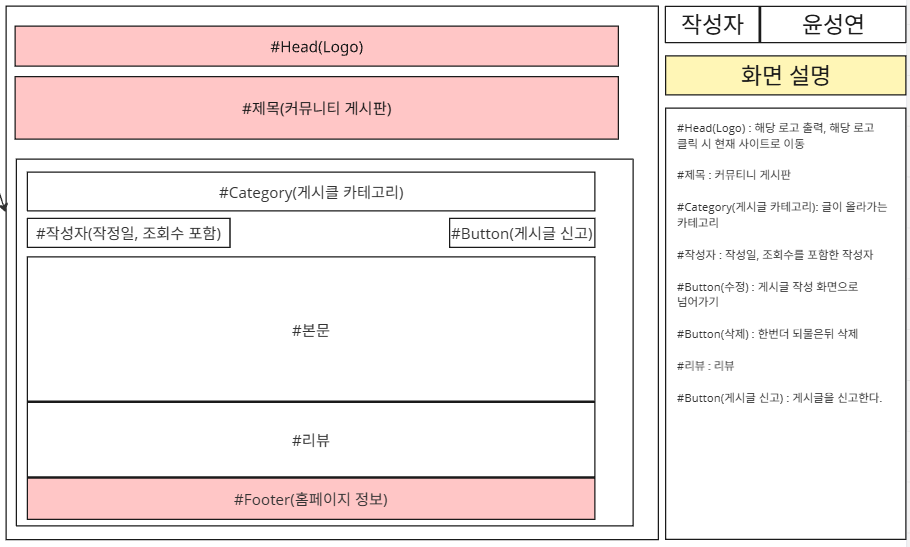 #Head(Logo)
#제목(커뮤니티 게시판)
#Category(게시클 카테고리)
#작성자(작정일, 조회수 포함)
#Button(게시글 신고)
#본문
#리뷰
#Footer(홈페이지 정보)
작성자
윤성연
화면 설명
#Head(Logo) : 해당 로고 출력, 해당 로고
클릭 시 현재 사이트로 이동
#제목 : 커뮤티니 게시판
#Category(게시클 카테고리): 글이 올라가는
카테고리
#작성자 : 작성일, 조회수를 포함한 작성자
#Button(수정) : 게시글 작성 화면으로
넘어가기
#Button(삭제) : 한번더 되물은뒤 삭제
#리뷰 : 리뷰
#Button(게시글 신고) : 게시글을 신고한다.